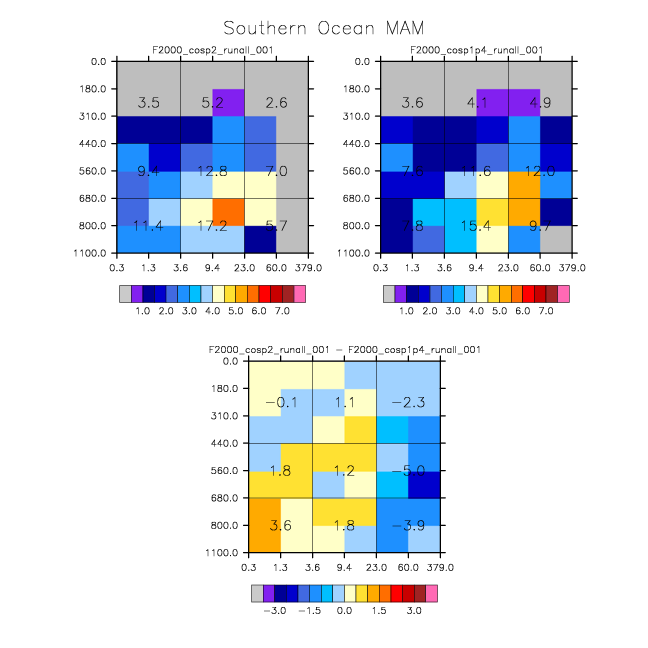 Southern Ocean MAM
F2000_cosp2_runall_001
F2000_cosp1p4_runall_001
0.0
180.0
310.0
440.0
560.0
680.0
800.0
1100.0
3.5 5.2 2.6
9.4 12.8 7.0
11.4 17.2 5.7
0.3 1.3 3.6 9.4 23.0 60.0 379.0
1.0 2.0 3.0 4.0 5.0 6.0 7.0
0.0
180.0
310.0
440.0
560.0
680.0
800.0
1100.0
3.6 4.1 4.9
7.6 11.6 12.0
7.8 15.4 9.7
0.3 1.3 3.6 9.4 23.0 60.0 379.0
1.0 2.0 3.0 4.0 5.0 6.0 7.0
F2000_cosp2_runall_001 − F2000_cosp1p4_runall_001
0.0
180.0
310.0
440.0
560.0
680.0
800.0
1100.0
−0.1 1.1 −2.3
1.8 1.2 −5.0
3.6 1.8 −3.9
0.3 1.3 3.6 9.4 23.0 60.0 379.0
−3.0 −1.5 0.0 1.5 3.0